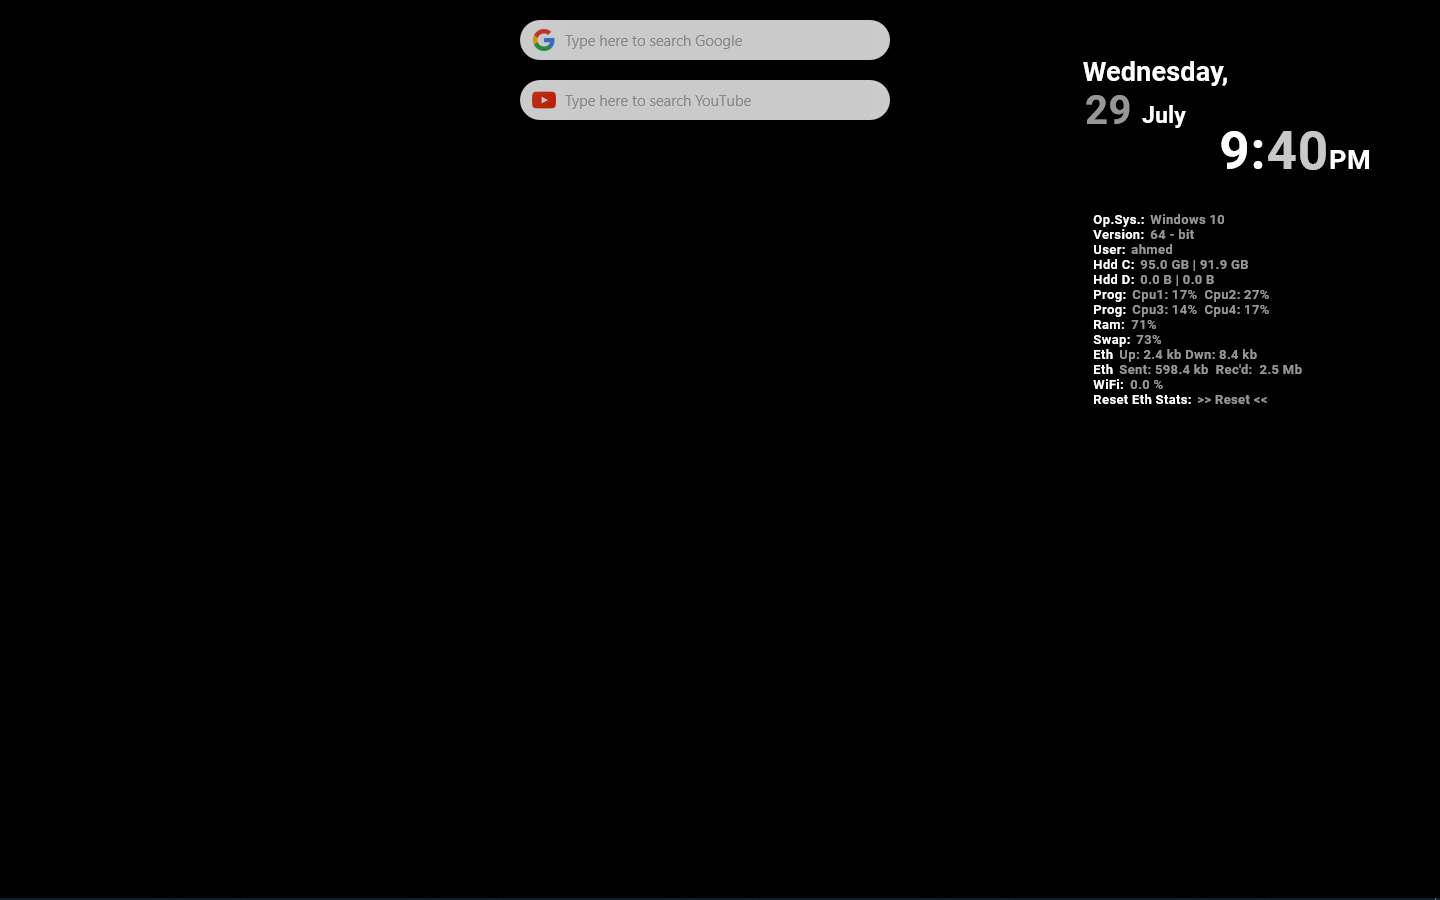 Type here to search Google
Type here to search YouTube
Wednesday,
29 July
9:40PM
Op.Sys.: Windows 10
Version: 64 - bit
User: ahmed
Hdd C: 95.0 GB | 91.9 GB
Hdd D: 0.0 B | 0.0 B
Prog: Cpu1: 17% Cpu2: 27%
Prog: Cpu3: 14% Cpu4: 17%
Ram: 71%
Swap: 73%
Eth Up: 2.4 kb Dwn: 8.4 kb
Eth Sent: 598.4 kb Rec'd: 2.5 Mb
WiFi: 0.0 %
Reset Eth Stats: >> Reset <<